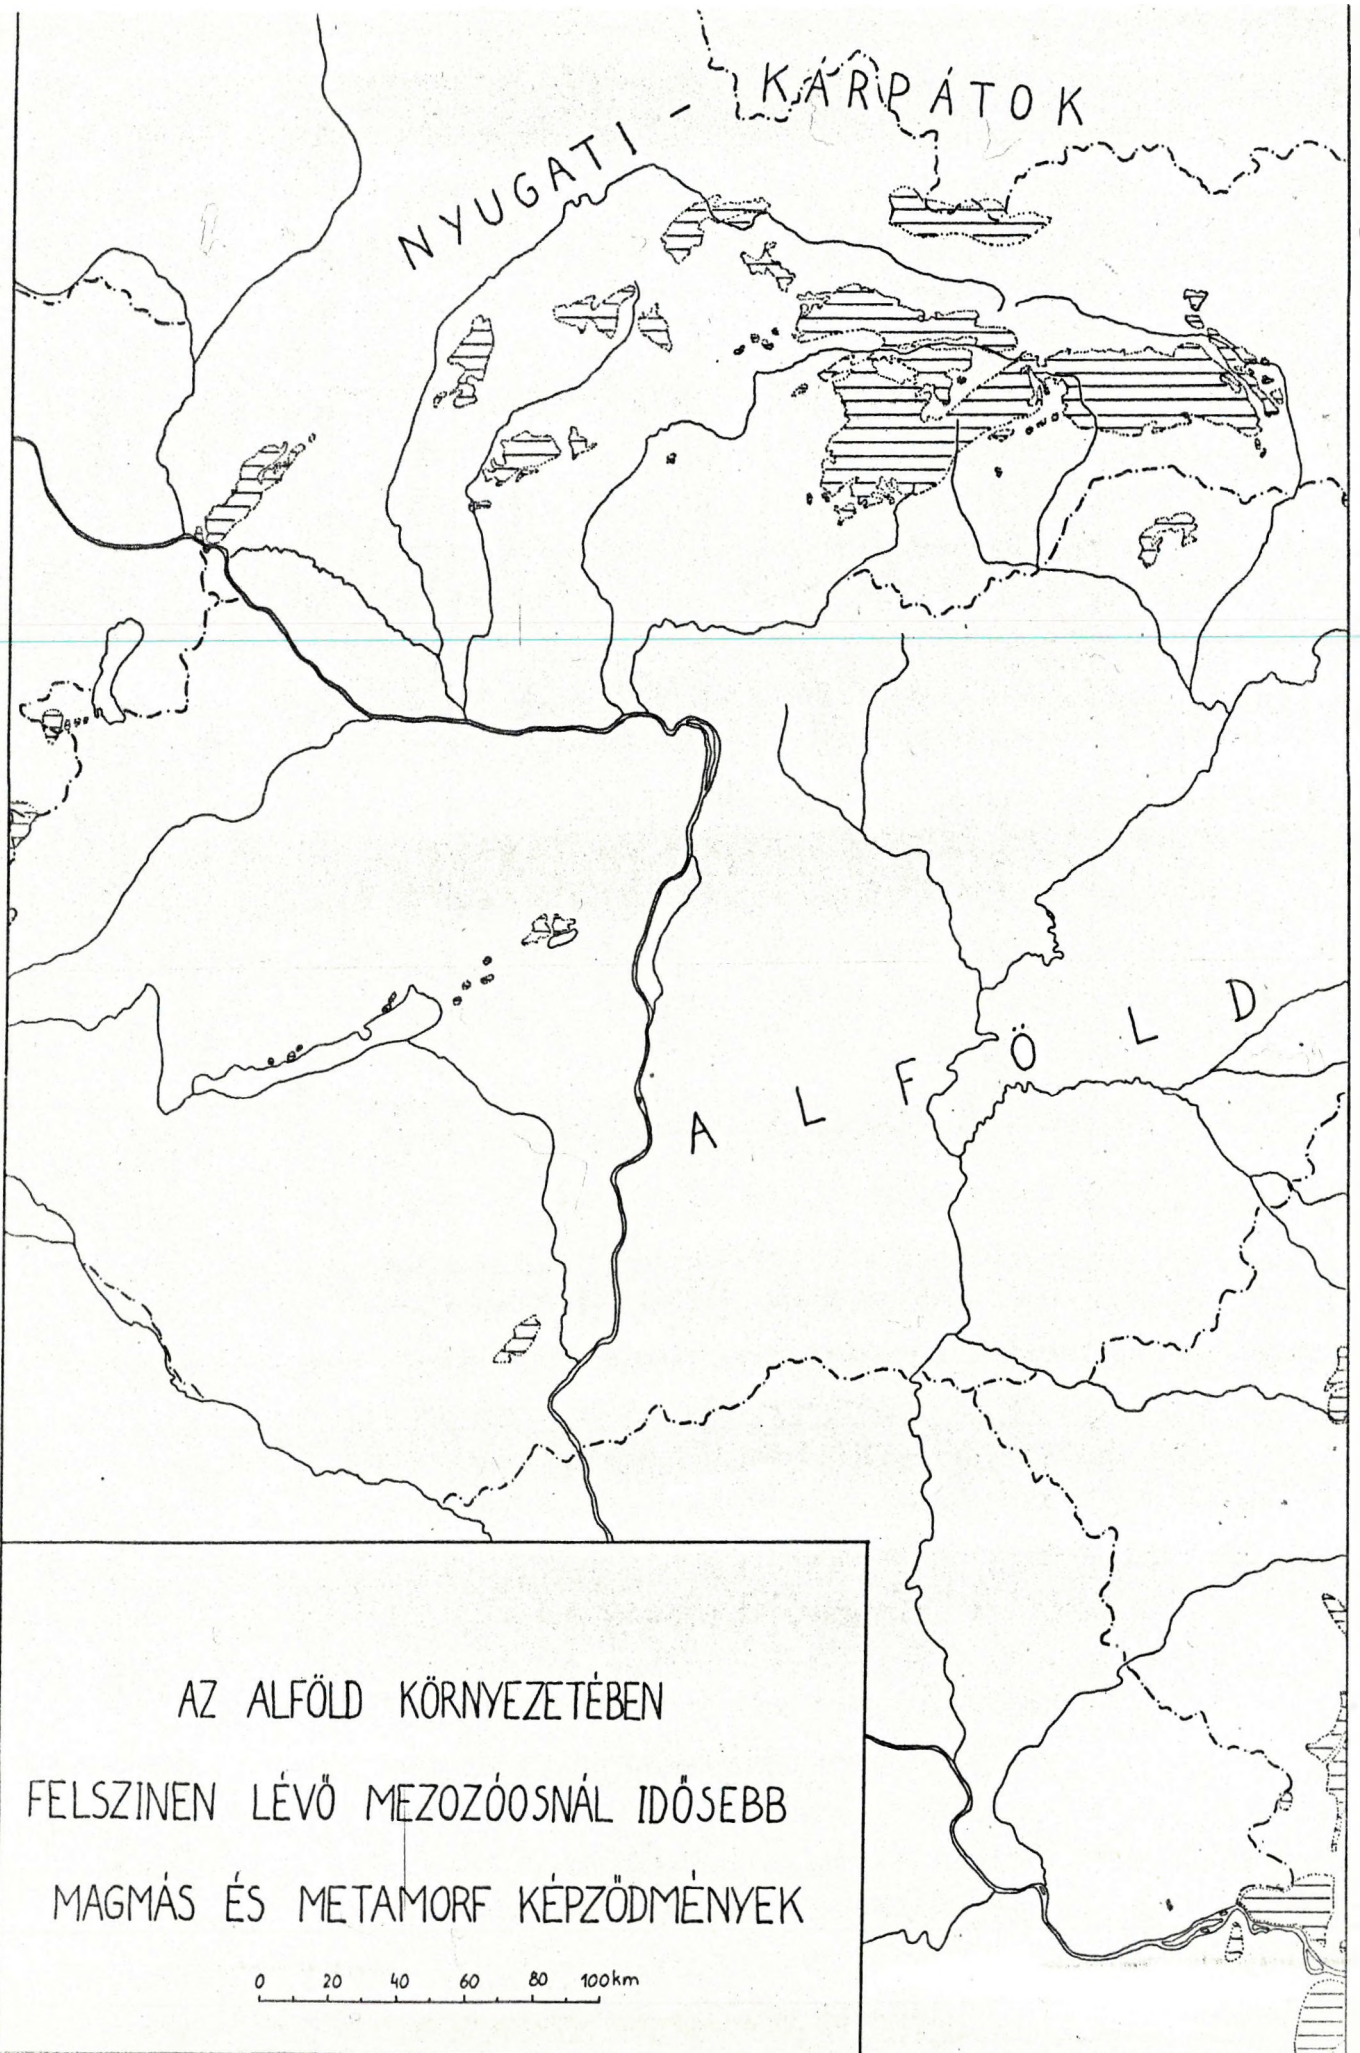 NYUGATI - KÁRPÁTOK
ALFÖLD
AZ ALFÖLD KÖRNYEZETÉBEN
FELSZINEN LÉVŐ MEZOZÓOSNÁL IDŐSEBB
MAGMÁS ÉS METAMORF KÉPZŐDMÉNYEK
0 20 40 60 80 100km